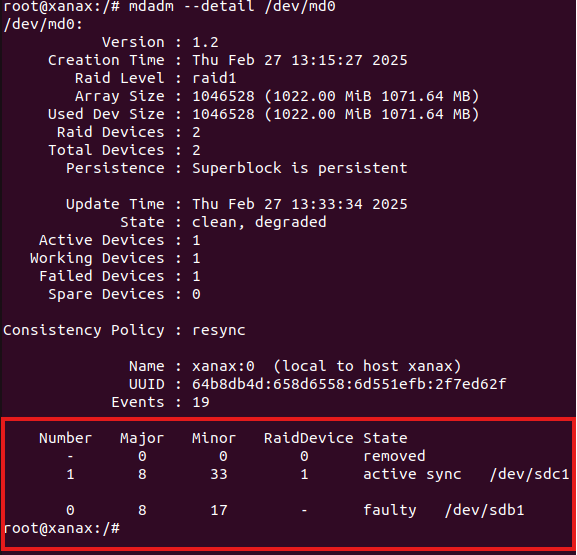 root@xanax:/# mdadm --detail /dev/md0
/dev/md0:
           Version : 1.2
     Creation Time : Thu Feb 27 13:15:27 2025
        Raid Level : raid1
        Array Size : 1046528 (1022.00 MiB 1071.64 MB)
     Used Dev Size : 1046528 (1022.00 MiB 1071.64 MB)
      Raid Devices : 2
     Total Devices : 2
       Persistence : Superblock is persistent

       Update Time : Thu Feb 27 13:33:34 2025
             State : clean, degraded
    Active Devices : 1
   Working Devices : 1
    Failed Devices : 1
     Spare Devices : 0

Consistency Policy : resync

              Name : xanax:0  (local to host xanax)
              UUID : 64b8db4d:658d6558:6d551efb:2f7ed62f
            Events : 19

    Number   Major   Minor   RaidDevice State
       -       0        0        0      removed
       1       8       33        1      active sync   /dev/sdc1

       0       8       17        -      faulty   /dev/sdb1
root@xanax:/#